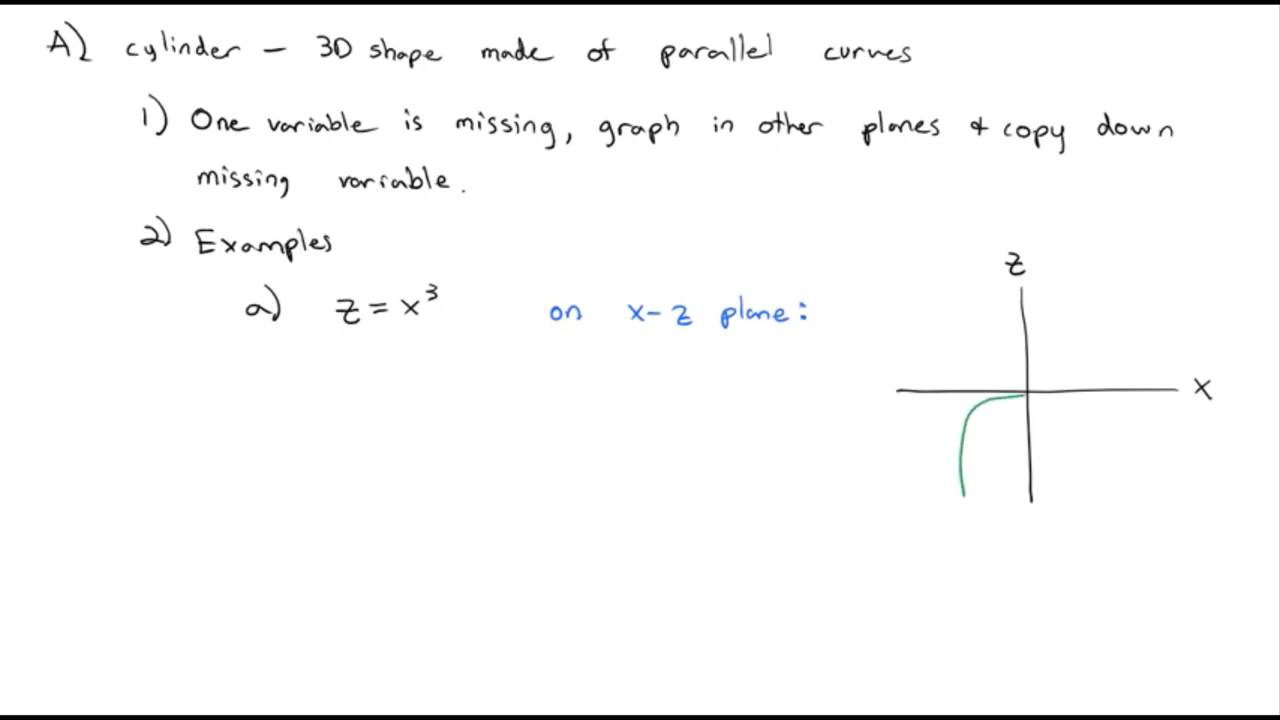 A) cylinder – 3D shape made of parallel curves
1) One variable is missing, graph in other planes & copy down
missing variable.
2) Examples
a) z = x³ on x-z plane:
z
x